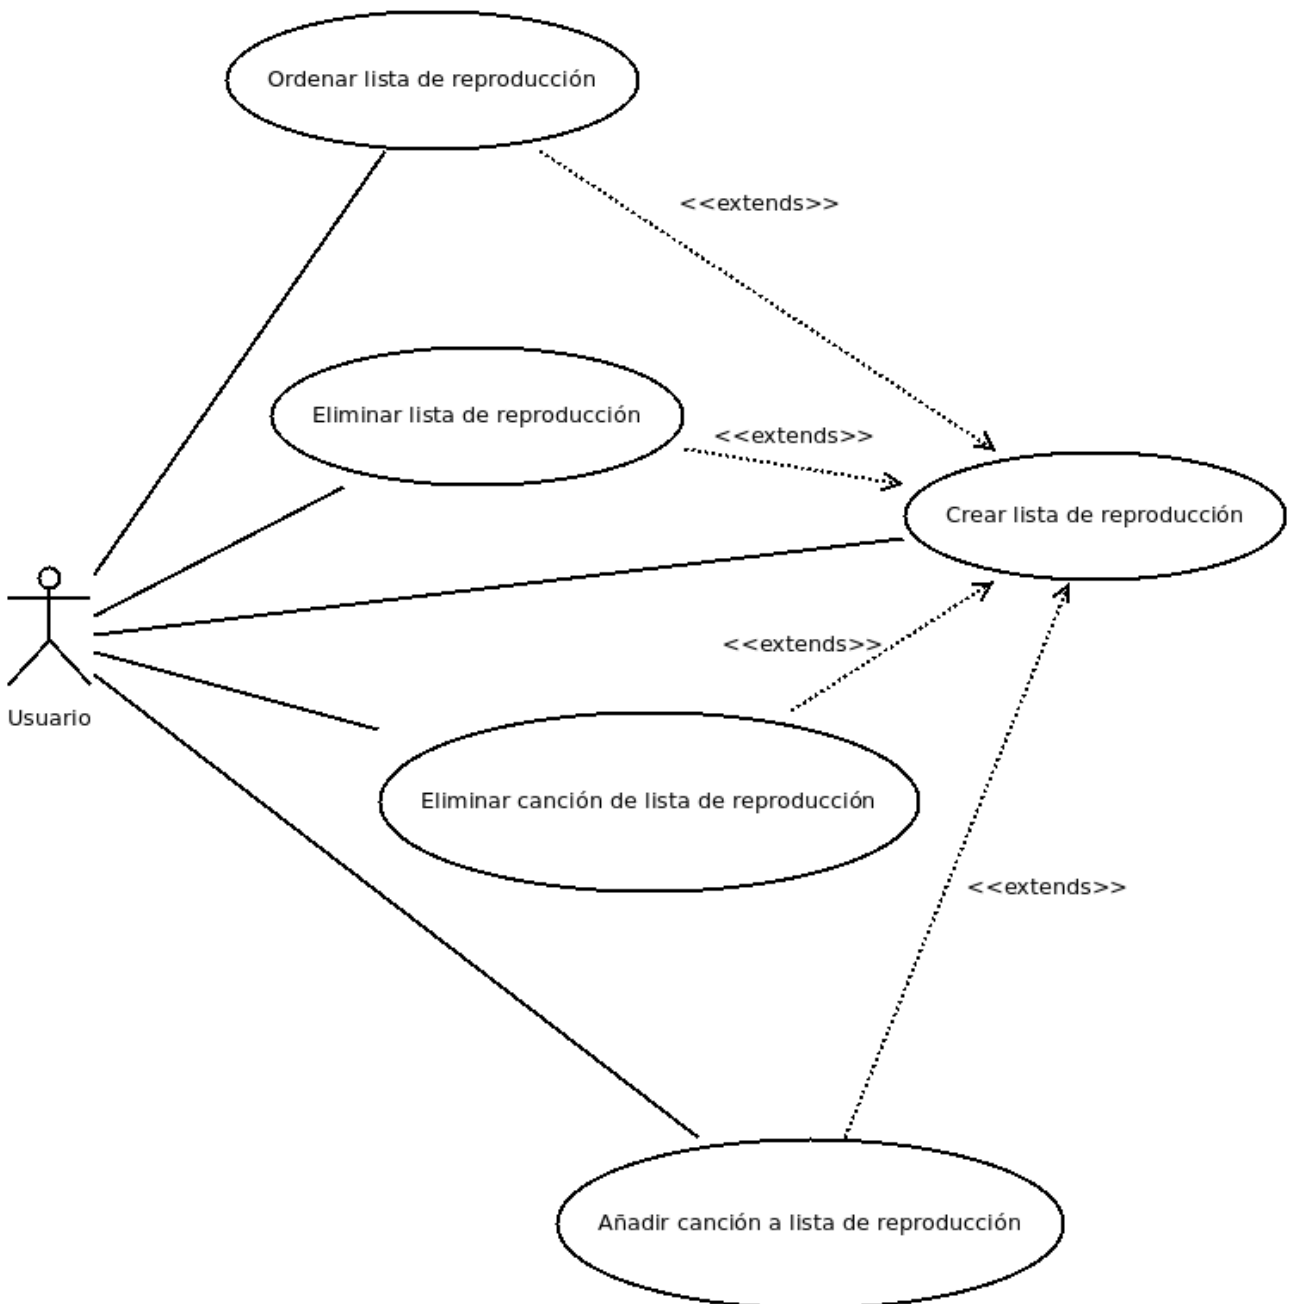 Ordenar lista de reproducción
<<extends>>
Eliminar lista de reproducción
<<extends>>
Crear lista de reproducción
<<extends>>
Usuario
Eliminar canción de lista de reproducción
<<extends>>
Añadir canción a lista de reproducción